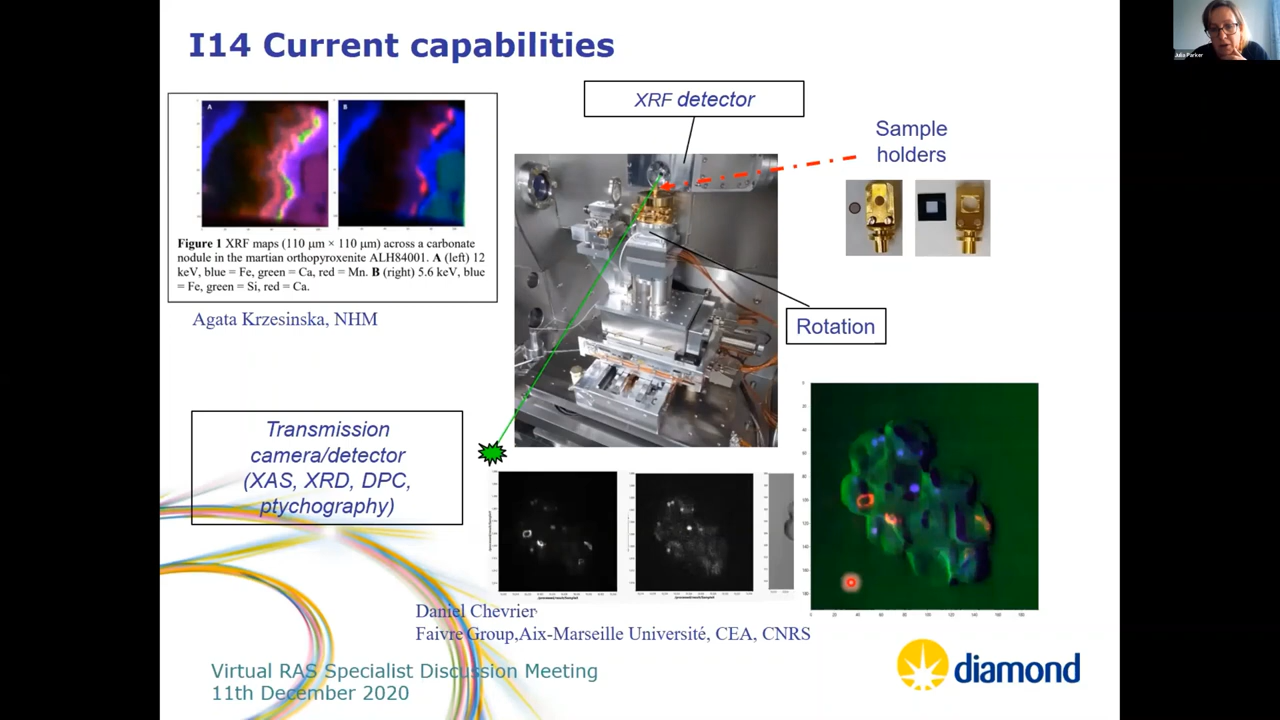 I14 Current capabilities
Julia Parker
XRF detector
Sample
holders
A
B
Figure 1 XRF maps (110 µm × 110 µm) across a carbonate
nodule in the martian orthopyroxenite ALH84001. A (left) 12
keV, blue = Fe, green = Ca, red = Mn. B (right) 5.6 keV, blue
= Fe, green = Si, red = Ca.
Agata Krzesinska, NHM
Rotation
Transmission
camera/detector
(XAS, XRD, DPC,
ptychography)
Daniel Chevrier
Faivre Group,Aix-Marseille Université, CEA, CNRS
Virtual RAS Specialist Discussion Meeting
11th December 2020
diamond